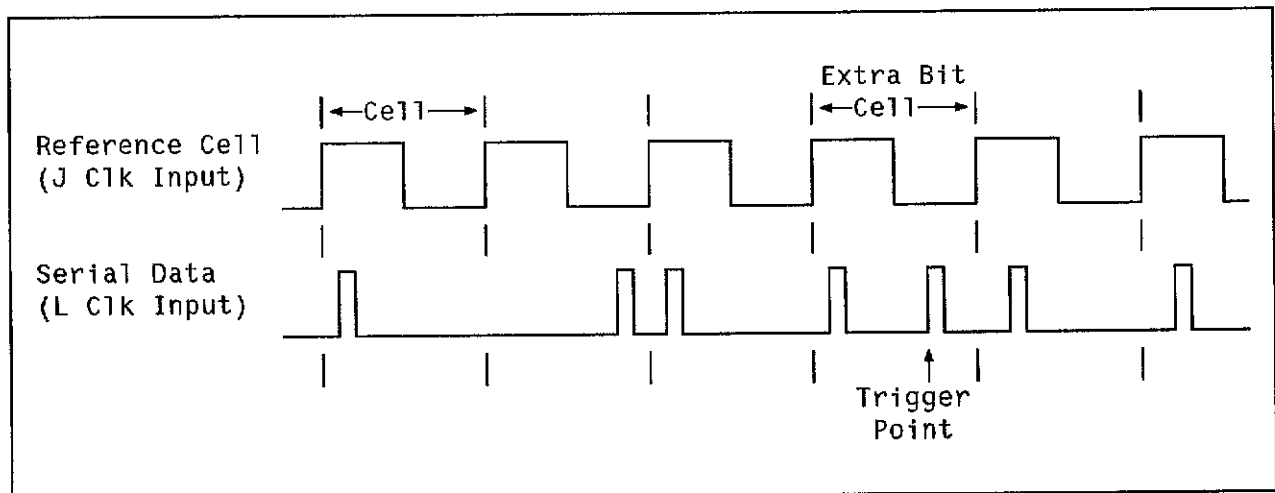 Extra Bit
←Cell→
←Cell→
Reference Cell
(J Clk Input)
Serial Data
(L Clk Input)
Trigger
Point